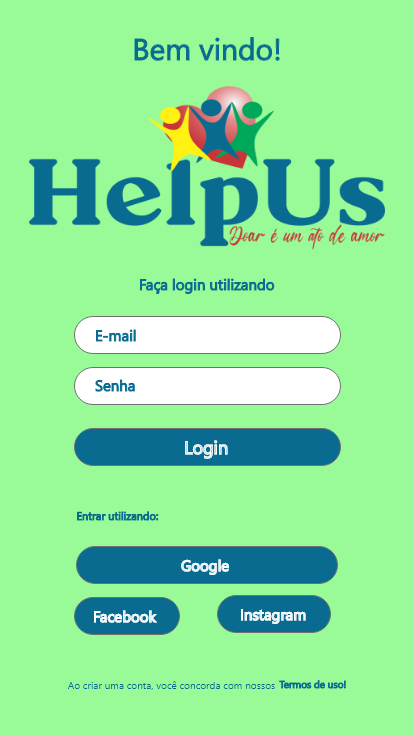 Bem vindo!
HelpUs
Doar é um ato de amor
Faça login utilizando
E-mail
Senha
Login
Entrar utilizando:
Google
Facebook
Instagram
Ao criar uma conta, você concorda com nossos Termos de uso!